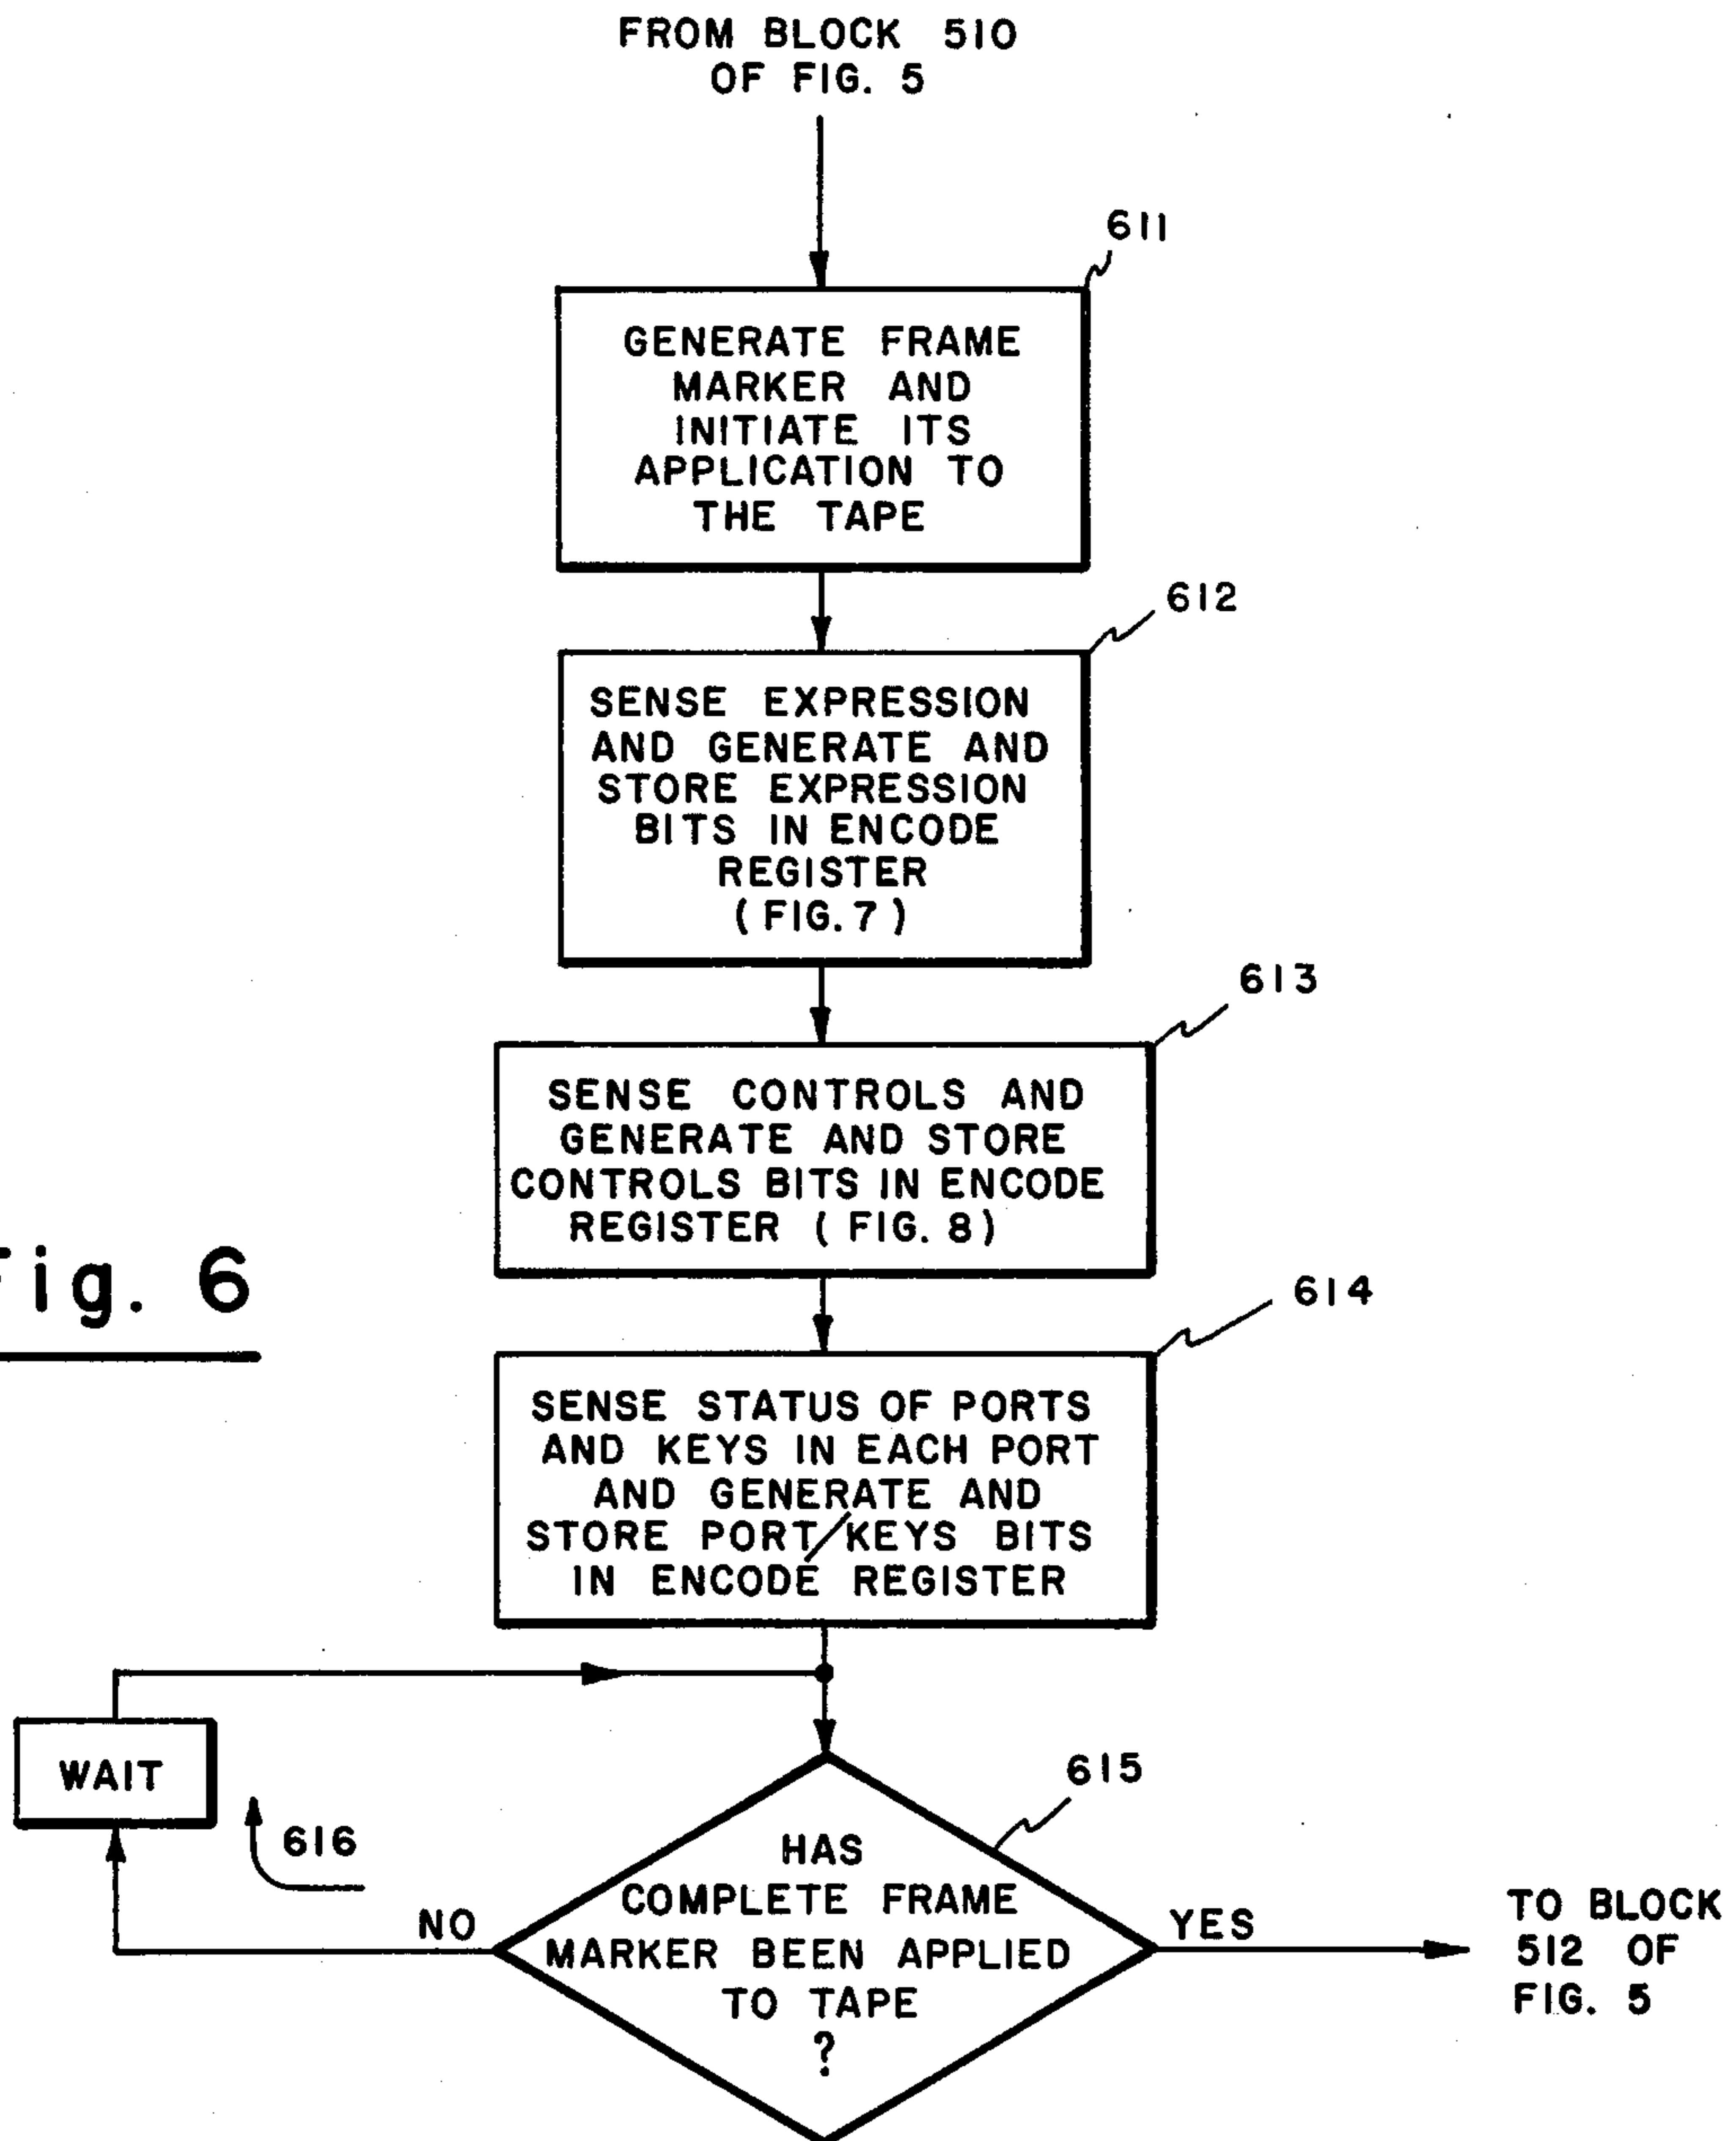 FROM BLOCK 510
OF FIG. 5
611
GENERATE FRAME
MARKER AND
INITIATE ITS
APPLICATION TO
THE TAPE
612
SENSE EXPRESSION
AND GENERATE AND
STORE EXPRESSION
BITS IN ENCODE
REGISTER
(FIG. 7)
613
SENSE CONTROLS AND
GENERATE AND STORE
CONTROLS BITS IN ENCODE
REGISTER (FIG. 8)
Fig. 6
614
SENSE STATUS OF PORTS
AND KEYS IN EACH PORT
AND GENERATE AND
STORE PORT/KEYS BITS
IN ENCODE REGISTER
WAIT
616
615
HAS
COMPLETE FRAME
MARKER BEEN APPLIED
TO TAPE
?
NO
YES
TO BLOCK
512 OF
FIG. 5